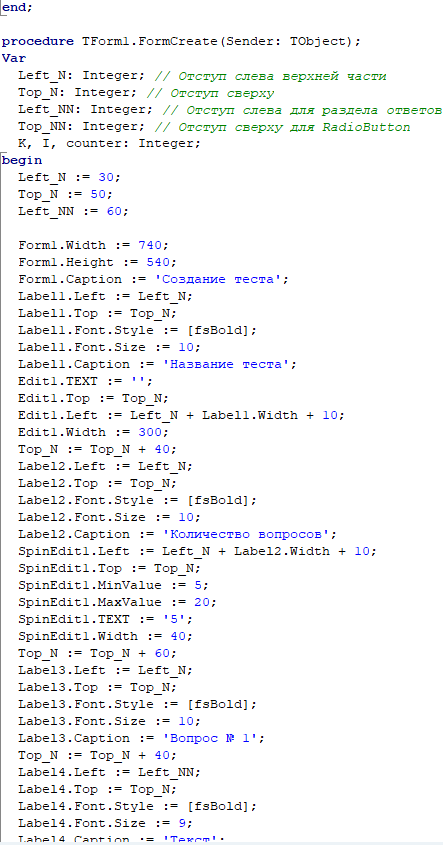 end;
procedure TForm1.FormCreate(Sender: TObject);
Var
Left_N: Integer; // Отступ слева верхней части
Top_N: Integer; // Отступ сверху
Left_NN: Integer; // Отступ слева для раздела ответов
Top_NN: Integer; // Отступ сверху для RadioButton
K, I, counter: Integer;
begin
Left_N := 30;
Top_N := 50;
Left_NN := 60;
Form1.Width := 740;
Form1.Height := 540;
Form1.Caption := 'Создание теста';
Label1.Left := Left_N;
Label1.Top := Top_N;
Label1.Font.Style := [fsBold];
Label1.Font.Size := 10;
Label1.Caption := 'Название теста';
Edit1.TEXT := '';
Edit1.Top := Top_N;
Edit1.Left := Left_N + Label1.Width + 10;
Edit1.Width := 300;
Top_N := Top_N + 40;
Label2.Left := Left_N;
Label2.Top := Top_N;
Label2.Font.Style := [fsBold];
Label2.Font.Size := 10;
Label2.Caption := 'Количество вопросов';
SpinEdit1.Left := Left_N + Label2.Width + 10;
SpinEdit1.Top := Top_N;
SpinEdit1.MinValue := 5;
SpinEdit1.MaxValue := 20;
SpinEdit1.TEXT := '5';
SpinEdit1.Width := 40;
Top_N := Top_N + 60;
Label3.Left := Left_N;
Label3.Top := Top_N;
Label3.Font.Style := [fsBold];
Label3.Font.Size := 10;
Label3.Caption := 'Вопрос № 1';
Top_N := Top_N + 40;
Label4.Left := Left_NN;
Label4.Top := Top_N;
Label4.Font.Style := [fsBold];
Label4.Font.Size := 9;
Label4.Caption := 'Текст';